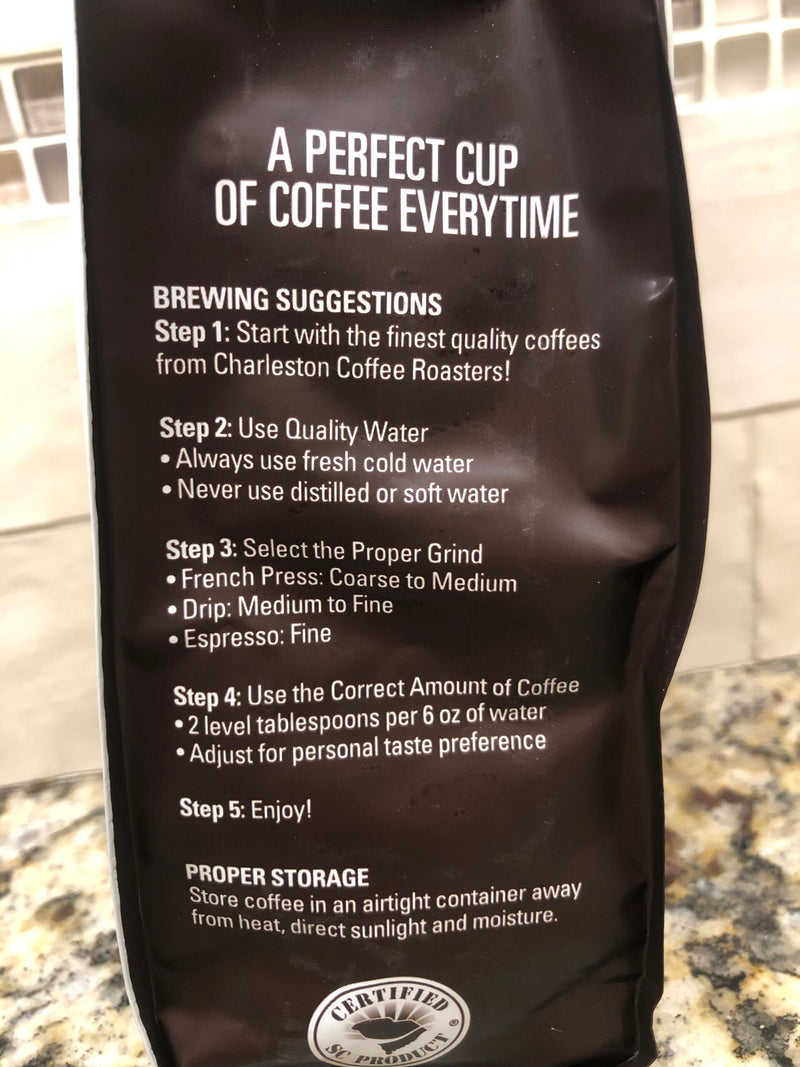 A PERFECT CUP
OF COFFEE EVERYTIME
BREWING SUGGESTIONS
Step 1: Start with the finest quality coffees
from Charleston Coffee Roasters!
Step 2: Use Quality Water
• Always use fresh cold water
• Never use distilled or soft water
Step 3: Select the Proper Grind
• French Press: Coarse to Medium
• Drip: Medium to Fine
• Espresso: Fine
Step 4: Use the Correct Amount of Coffee
• 2 level tablespoons per 6 oz of water
• Adjust for personal taste preference
Step 5: Enjoy!
PROPER STORAGE
Store coffee in an airtight container away
from heat, direct sunlight and moisture.
CERTIFIED
SC PRODUCT
®